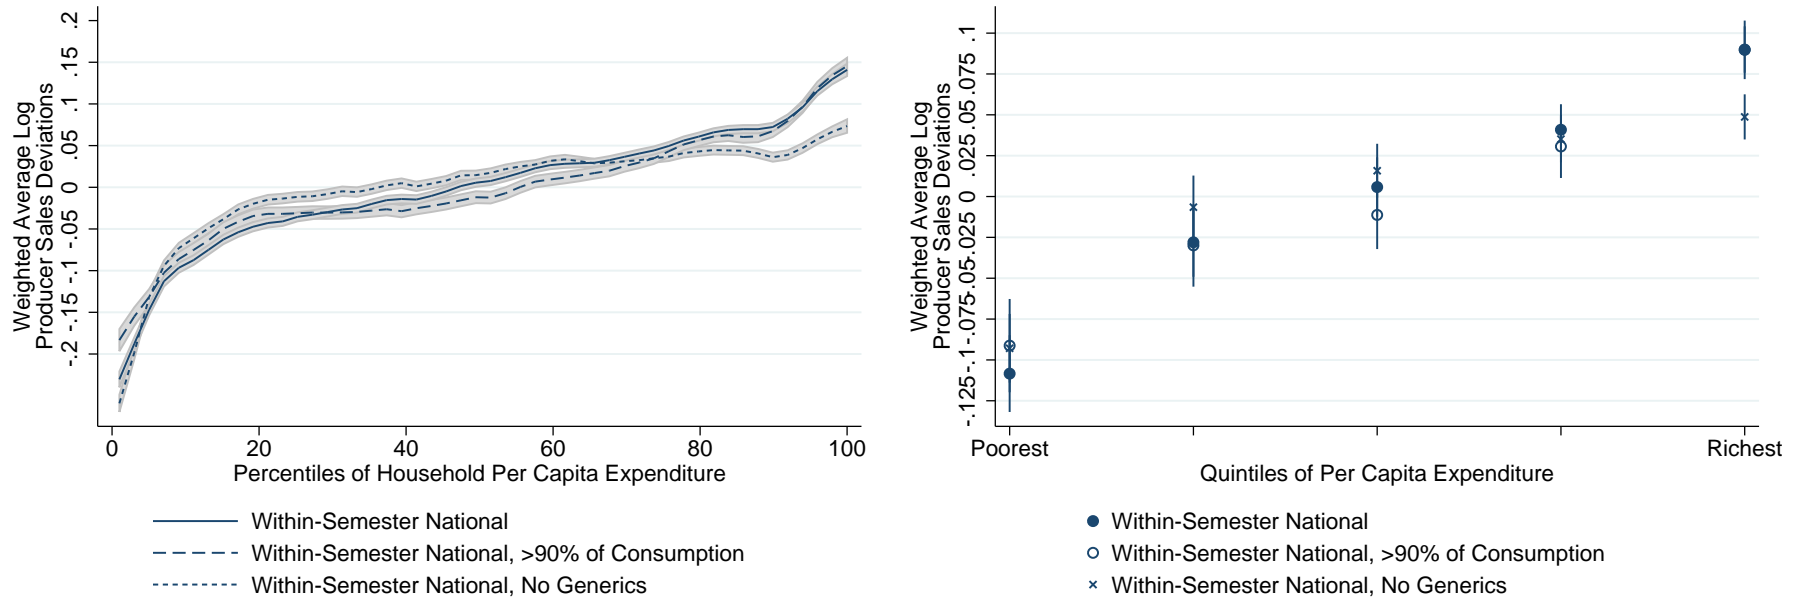 Weighted Average Log
Producer Sales Deviations
.2
.15
.1
.05
0
-.05
-.1
-.15
-.2
0 20 40 60 80 100
Percentiles of Household Per Capita Expenditure
Within-Semester National
Within-Semester National, >90% of Consumption
Within-Semester National, No Generics
Weighted Average Log
Producer Sales Deviations
.1
.075
.05
.025
0
-.025
-.05
-.075
-.1
-.125
Poorest Richest
Quintiles of Per Capita Expenditure
Within-Semester National
Within-Semester National, >90% of Consumption
Within-Semester National, No Generics